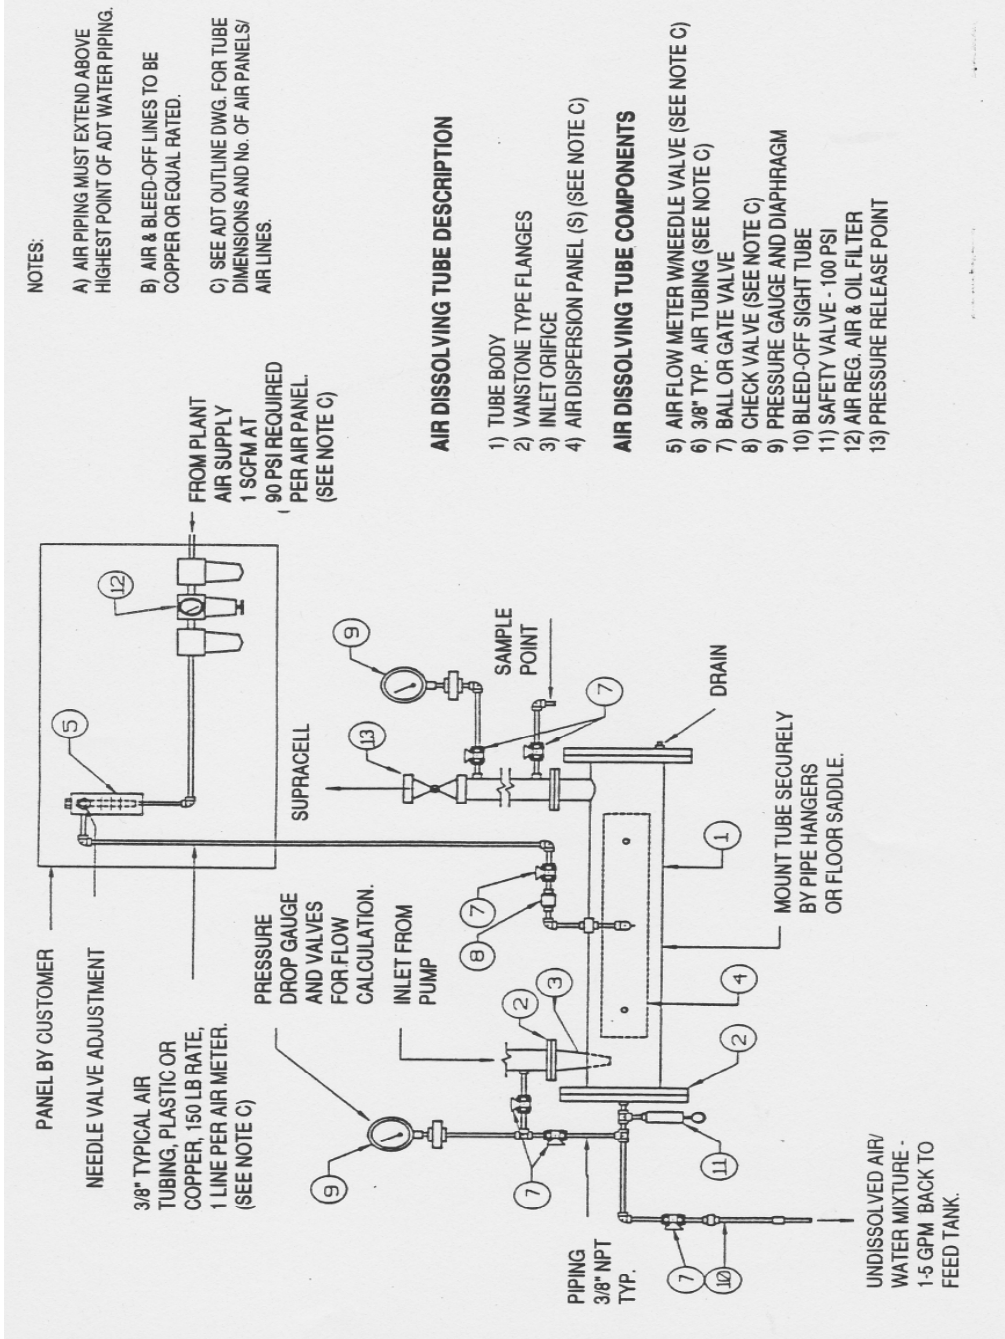 PANEL BY CUSTOMER
NEEDLE VALVE ADJUSTMENT
3/8" TYPICAL AIR
TUBING, PLASTIC OR
COPPER, 150 LB RATE,
1 LINE PER AIR METER.
(SEE NOTE C)
5
12
FROM PLANT
AIR SUPPLY
1 SCFM AT
90 PSI REQUIRED
PER AIR PANEL.
(SEE NOTE C)
PRESSURE
DROP GAUGE
AND VALVES
FOR FLOW
CALCULATION.
INLET FROM
PUMP
SUPRACELL
13
9
SAMPLE
POINT
7
DRAIN
9
7
2
3
8
7
1
4
2
11
7
10
PIPING
3/8" NPT
TYP.
MOUNT TUBE SECURELY
BY PIPE HANGERS
OR FLOOR SADDLE.
UNDISSOLVED AIR/
WATER MIXTURE -
1-5 GPM BACK TO
FEED TANK.
NOTES:
A) AIR PIPING MUST EXTEND ABOVE
HIGHEST POINT OF ADT WATER PIPING.
B) AIR & BLEED-OFF LINES TO BE
COPPER OR EQUAL RATED.
C) SEE ADT OUTLINE DWG. FOR TUBE
DIMENSIONS AND No. OF AIR PANELS/
AIR LINES.
AIR DISSOLVING TUBE DESCRIPTION
1) TUBE BODY
2) VANSTONE TYPE FLANGES
3) INLET ORIFICE
4) AIR DISPERSION PANEL (S) (SEE NOTE C)
AIR DISSOLVING TUBE COMPONENTS
5) AIR FLOW METER W/NEEDLE VALVE (SEE NOTE C)
6) 3/8" TYP. AIR TUBING (SEE NOTE C)
7) BALL OR GATE VALVE
8) CHECK VALVE (SEE NOTE C)
9) PRESSURE GAUGE AND DIAPHRAGM
10) BLEED-OFF SIGHT TUBE
11) SAFETY VALVE - 100 PSI
12) AIR REG. AIR & OIL FILTER
13) PRESSURE RELEASE POINT